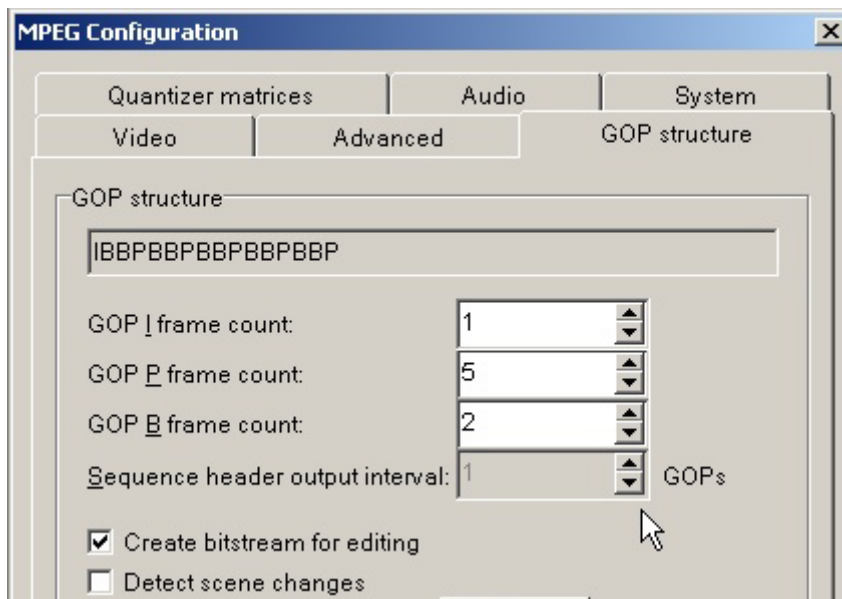 MPEG Configuration
Quantizer matrices Audio System
Video Advanced GOP structure
GOP structure
IBBPBBPBBPBBPBBP
GOP I frame count: 1
GOP P frame count: 5
GOP B frame count: 2
Sequence header output interval: 1 GOPs
Create bitstream for editing
Detect scene changes